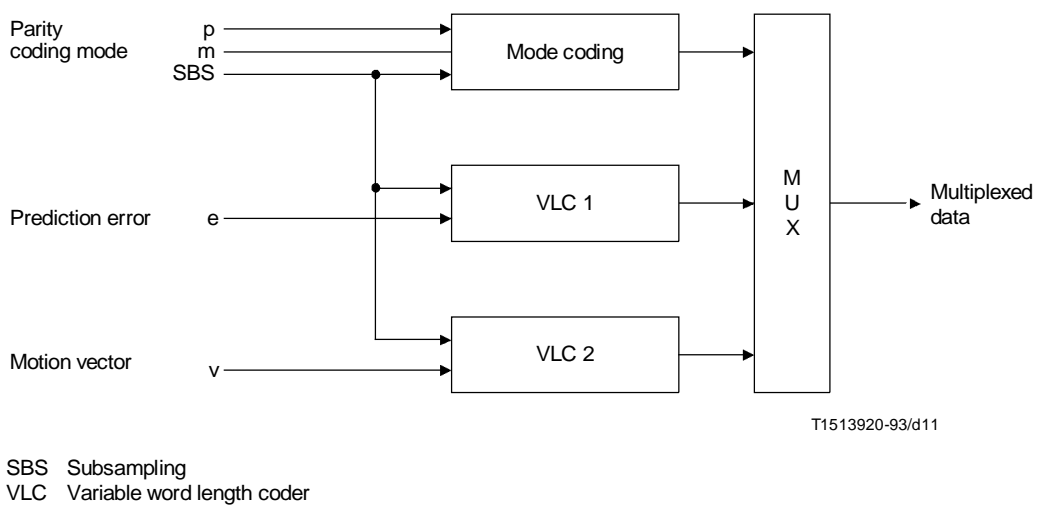 Parity
coding mode
p
m
SBS
Mode coding
Prediction error
e
VLC 1
Motion vector
v
VLC 2
M
U
X
Multiplexed
data
T1513920-93/d11
SBS Subsampling
VLC Variable word length coder